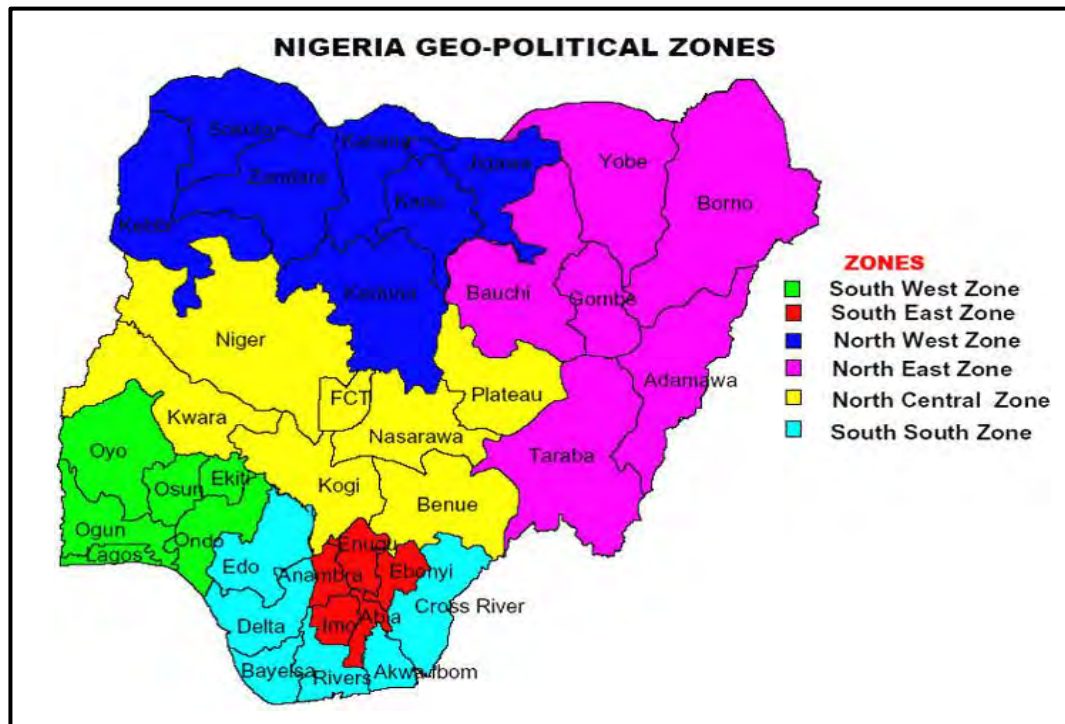 NIGERIA GEO-POLITICAL ZONES
Sokoto
Katsina
Zamfara
Jigawa
Yobe
Kano
Borno
Kebbi
Kaduna
Bauchi
Gombe
Niger
Adamawa
FCT
Plateau
Kwara
Nasarawa
Taraba
Oyo
Osun
Ekiti
Kogi
Benue
Ogun
Ondo
Lagos
Edo
Enugu
Anambra
Ebonyi
Cross River
Delta
Imo
Abia
Bayelsa
Rivers
Akwa-Ibom
ZONES
South West Zone
South East Zone
North West Zone
North East Zone
North Central Zone
South South Zone